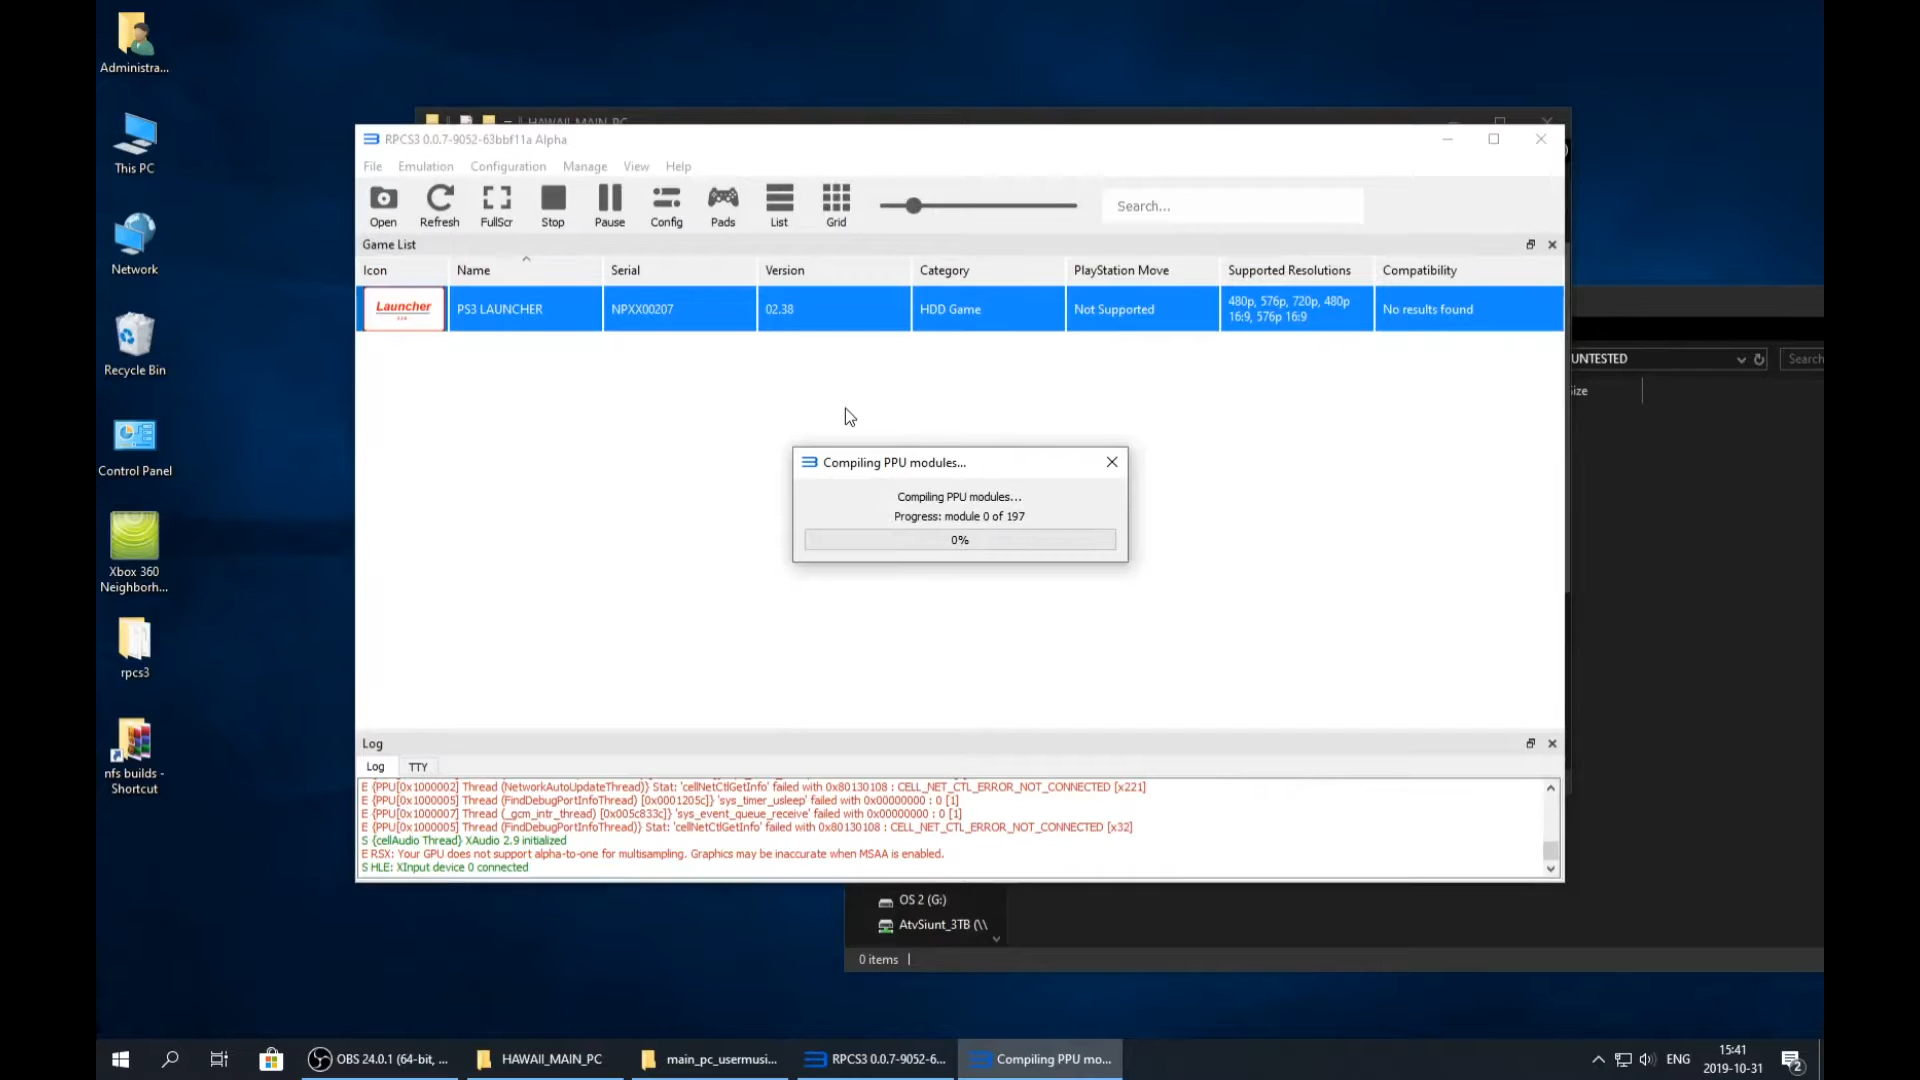 Administra...
This PC
Network
Recycle Bin
Control Panel
Xbox 360
Neighborh...
rpcs3
nfs builds -
Shortcut
HAWAII_MAIN_PC
RPCS3 0.0.7-9052-63bbf11a Alpha
File Emulation Configuration Manage View Help
Open Refresh FullScr Stop Pause Config Pads List Grid Search...
Game List
Icon Name Serial Version Category PlayStation Move Supported Resolutions Compatibility
Launcher PS3 LAUNCHER NPXX00207 02.38 HDD Game Not Supported 480p, 576p, 720p, 480p
16:9, 576p 16:9 No results found
UNTESTED Search
Size
Compiling PPU modules...
Compiling PPU modules...
Progress: module 0 of 197
0%
Log
Log TTY
E {PPU[0x1000002] Thread (NetworkAutoUpdateThread)} Stat: 'cellNetCtlGetInfo' failed with 0x80130108 : CELL_NET_CTL_ERROR_NOT_CONNECTED [x221]
E {PPU[0x1000005] Thread (FindDebugPortInfoThread) [0x0001205c]} 'sys_timer_usleep' failed with 0x00000000 : 0 [1]
E {PPU[0x1000007] Thread (_gcm_intr_thread) [0x005c833c]} 'sys_event_queue_receive' failed with 0x00000000 : 0 [1]
E {PPU[0x1000005] Thread (FindDebugPortInfoThread)} Stat: 'cellNetCtlGetInfo' failed with 0x80130108 : CELL_NET_CTL_ERROR_NOT_CONNECTED [x32]
S {cellAudio Thread} XAudio 2.9 initialized
E RSX: Your GPU does not support alpha-to-one for multisampling. Graphics may be inaccurate when MSAA is enabled.
S HLE: XInput device 0 connected
OS 2 (G:)
AtvSiunt_3TB (\\
0 items
OBS 24.0.1 (64-bit, ... HAWAII_MAIN_PC main_pc_usermusi... RPCS3 0.0.7-9052-6... Compiling PPU mo... ENG 15:41
2019-10-31 2